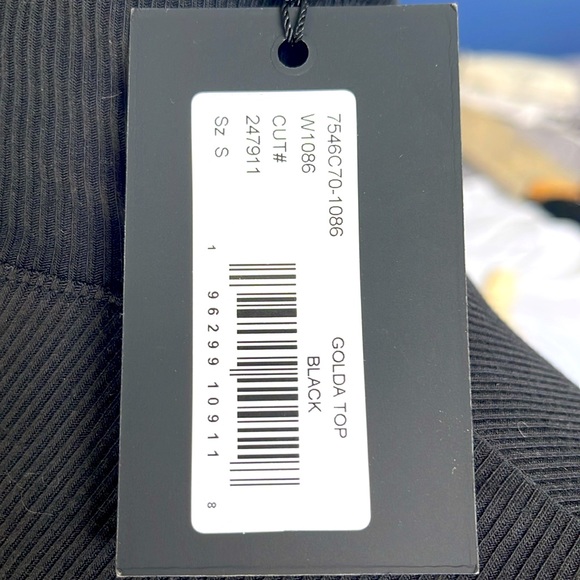 7546C70-1086 GOLDA TOP
W1086 BLACK
CUT#
247911
Sz S
1 96299 10911 8